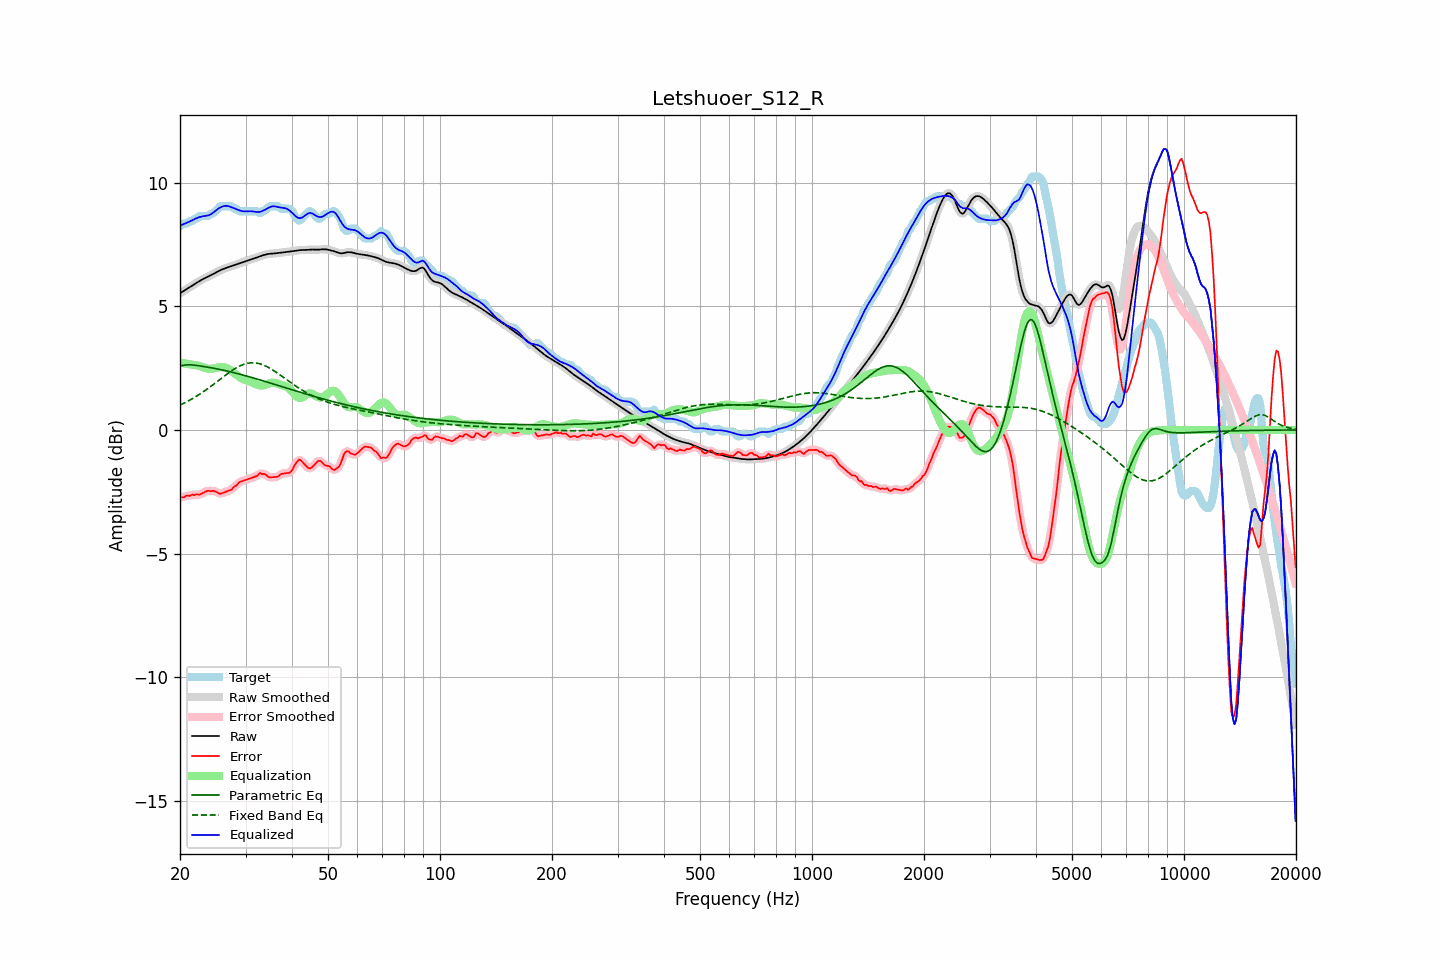 Letshuoer_S12_R
Amplitude (dBr)
10
5
0
−5
−10
−15
Target
Raw Smoothed
Error Smoothed
Raw
Error
Equalization
Parametric Eq
Fixed Band Eq
Equalized
20 50 100 200 500 1000 2000 5000 10000 20000
Frequency (Hz)